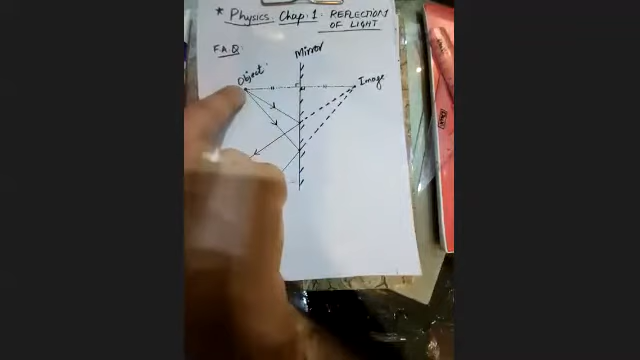 * Physics. Chap. 1. REFLECTION
OF LIGHT.
F.A.Q.
Mirror
Object
Image